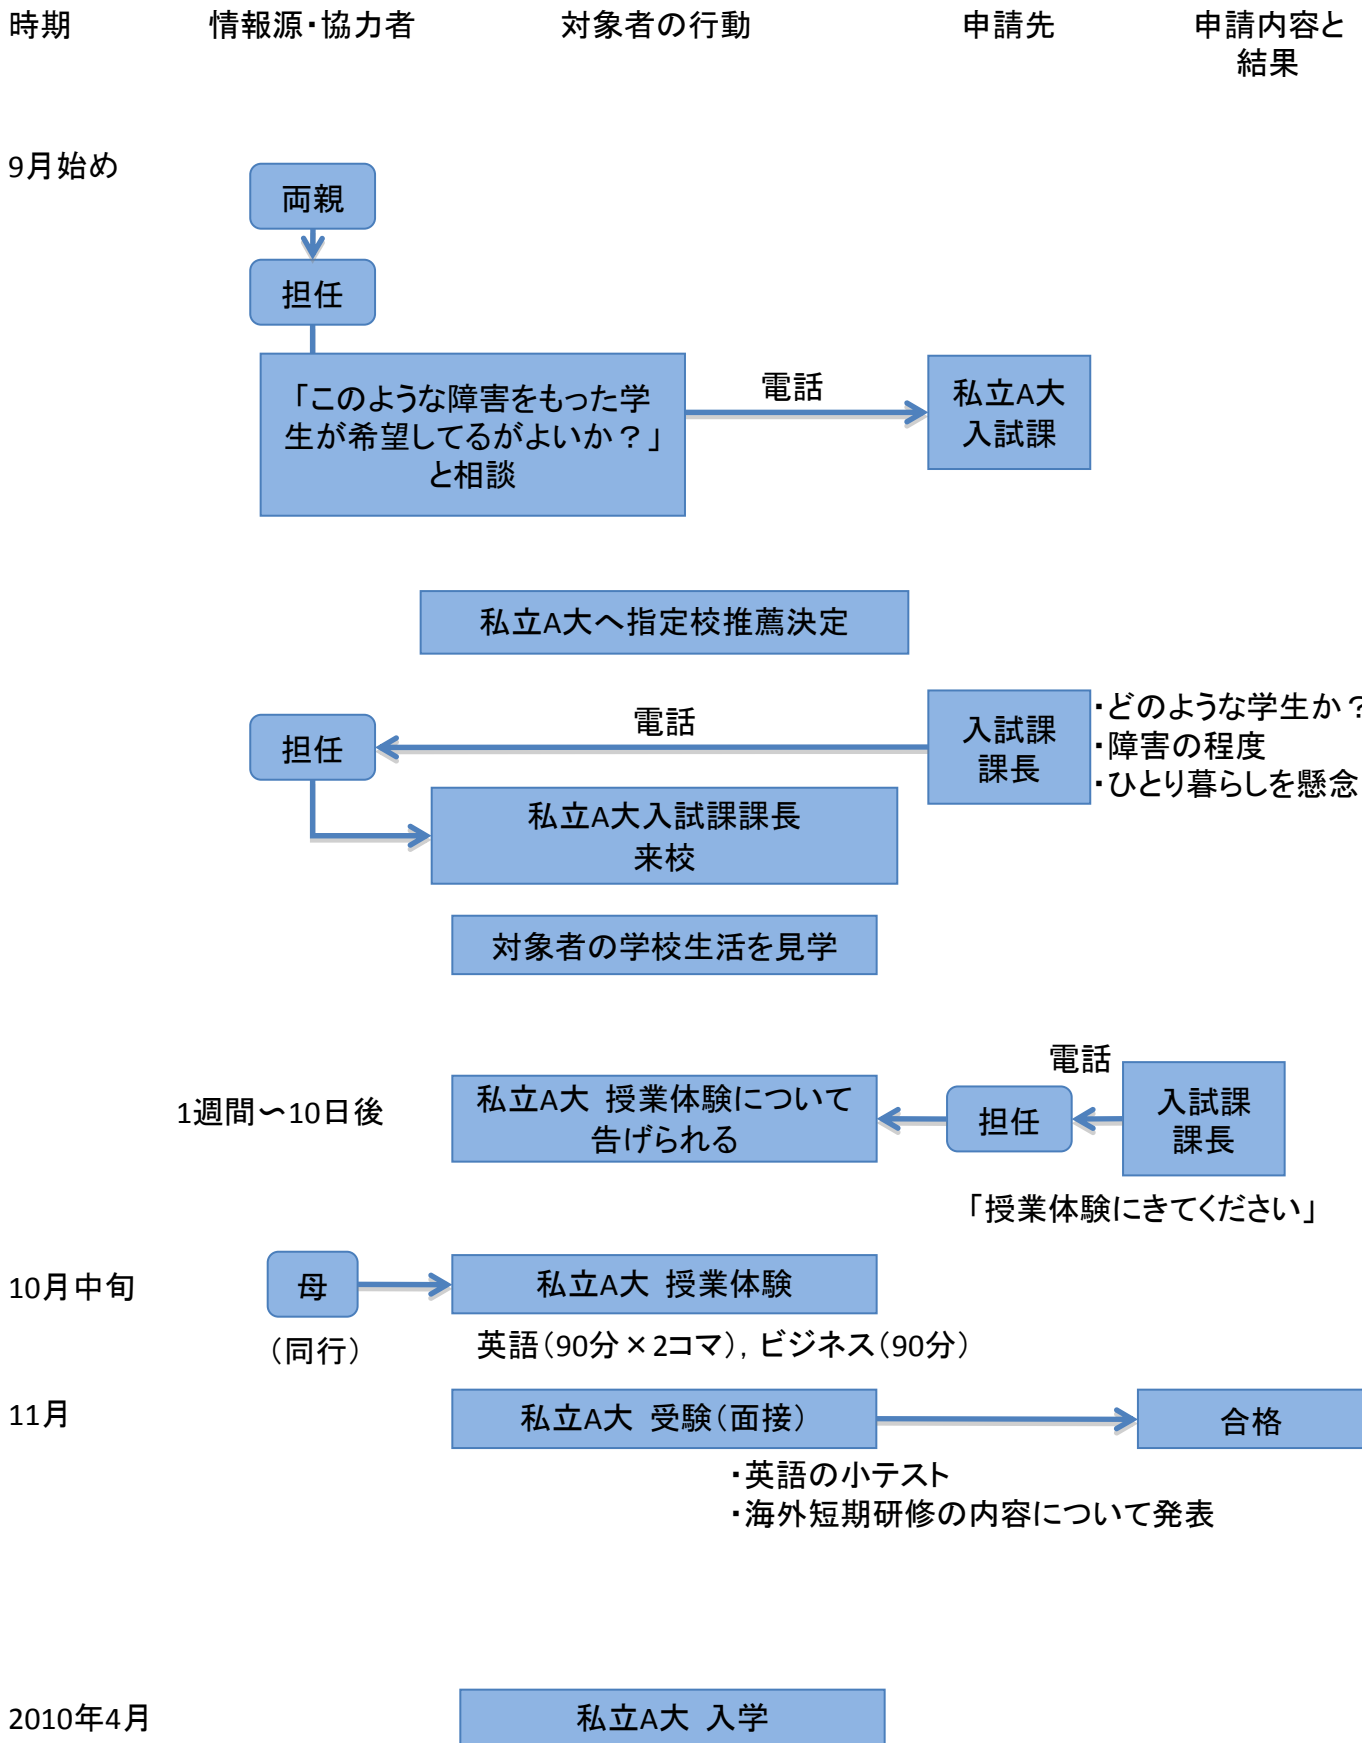 時期
情報源・協力者
対象者の行動
申請先
申請内容と
結果
9月始め
両親
担任
「このような障害をもった学
生が希望してるがよいか？」
と相談
電話
私立A大
入試課
私立A大へ指定校推薦決定
担任
電話
入試課
課長
・どのような学生か？
・障害の程度
・ひとり暮らしを懸念
私立A大入試課課長
来校
対象者の学校生活を見学
1週間〜10日後
私立A大 授業体験について
告げられる
担任
電話
入試課
課長
「授業体験にきてください」
10月中旬
母
（同行）
私立A大 授業体験
英語（90分×2コマ）, ビジネス（90分）
11月
私立A大 受験（面接）
合格
・英語の小テスト
・海外短期研修の内容について発表
2010年4月
私立A大 入学